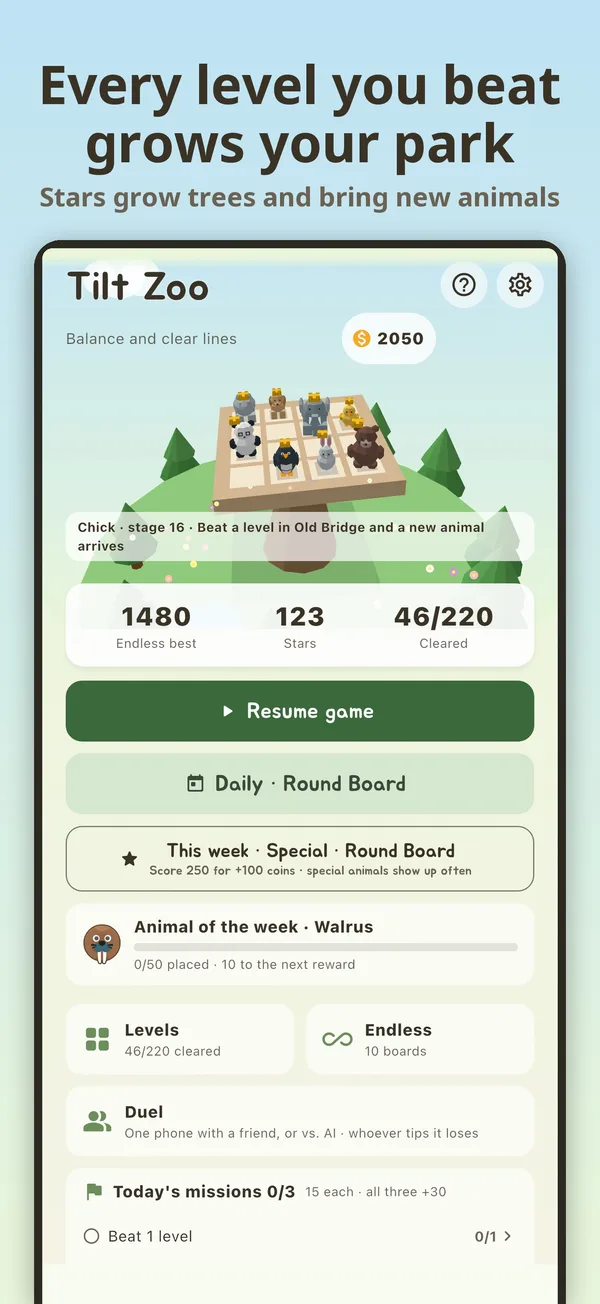 Every level you beat
grows your park
Stars grow trees and bring new animals
Tilt Zoo
Balance and clear lines
2050
Chick · stage 16 · Beat a level in Old Bridge and a new animal
arrives
1480
Endless best
123
Stars
46/220
Cleared
Resume game
Daily · Round Board
This week · Special · Round Board
Score 250 for +100 coins · special animals show up often
Animal of the week · Walrus
0/50 placed · 10 to the next reward
Levels
46/220 cleared
Endless
10 boards
Duel
One phone with a friend, or vs. AI · whoever tips it loses
Today's missions 0/3 15 each · all three +30
Beat 1 level 0/1